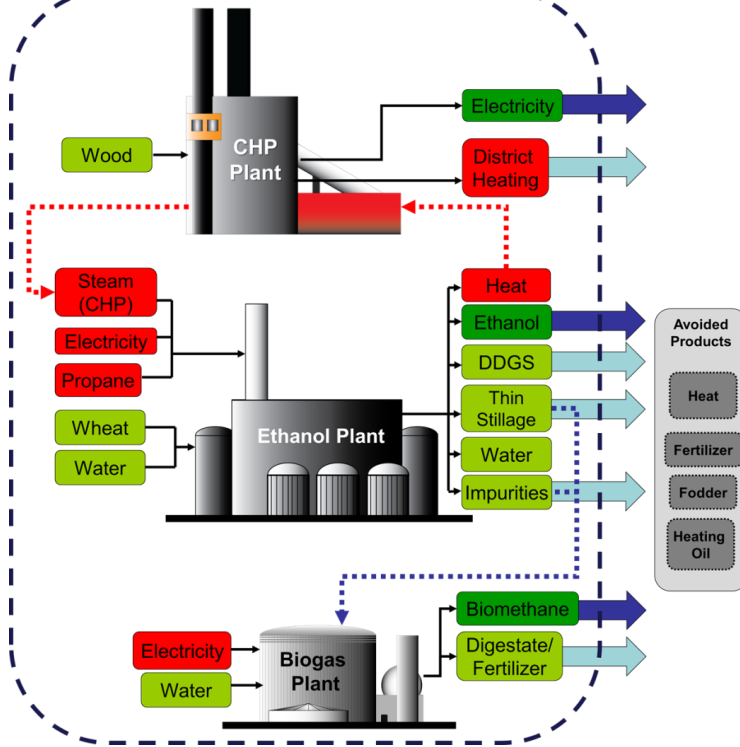 Electricity
Wood
CHP
Plant
District
Heating
Steam
(CHP)
Electricity
Propane
Wheat
Water
Ethanol Plant
Heat
Ethanol
DDGS
Thin
Stillage
Water
Impurities
Avoided
Products
Heat
Fertilizer
Fodder
Heating
Oil
Electricity
Water
Biogas
Plant
Biomethane
Digestate/
Fertilizer